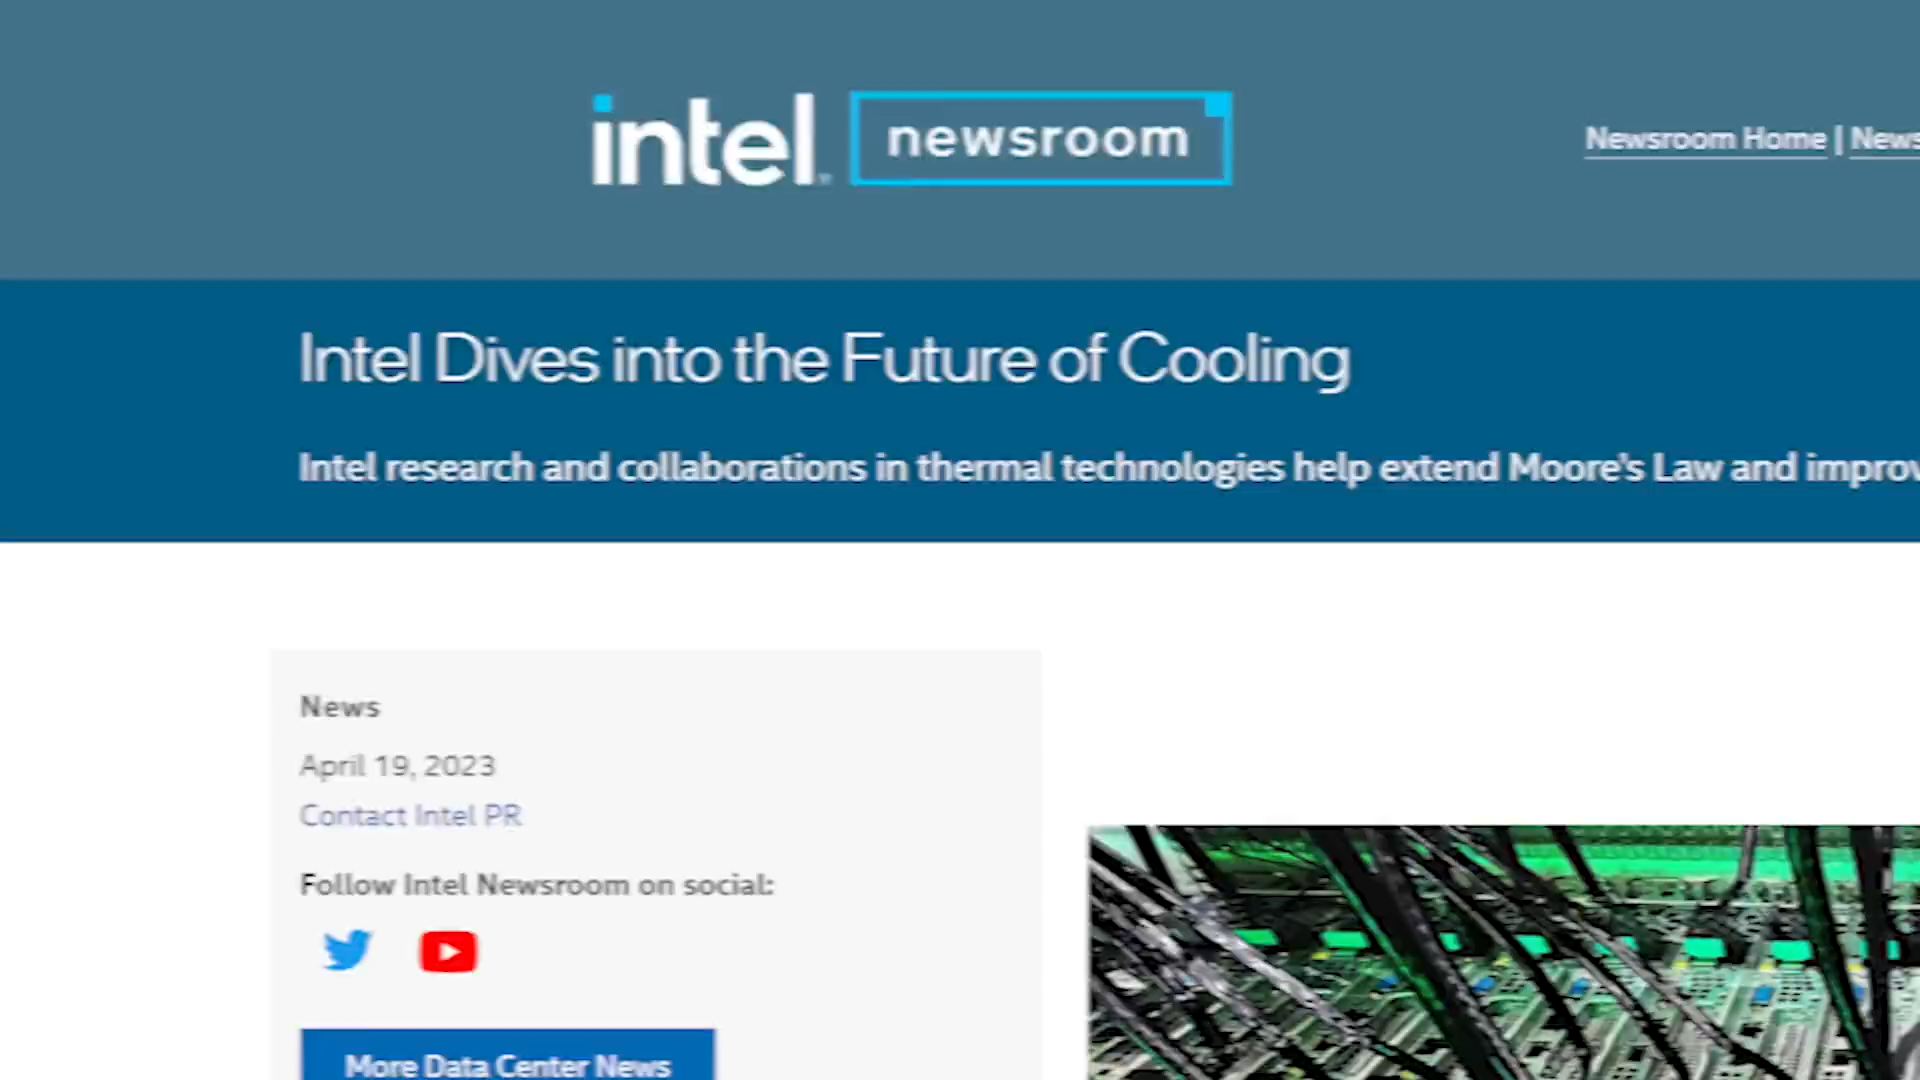 intel. newsroom
Newsroom Home | News
Intel Dives into the Future of Cooling
Intel research and collaborations in thermal technologies help extend Moore's Law and improv
News
April 19, 2023
Contact Intel PR
Follow Intel Newsroom on social:
More Data Center News